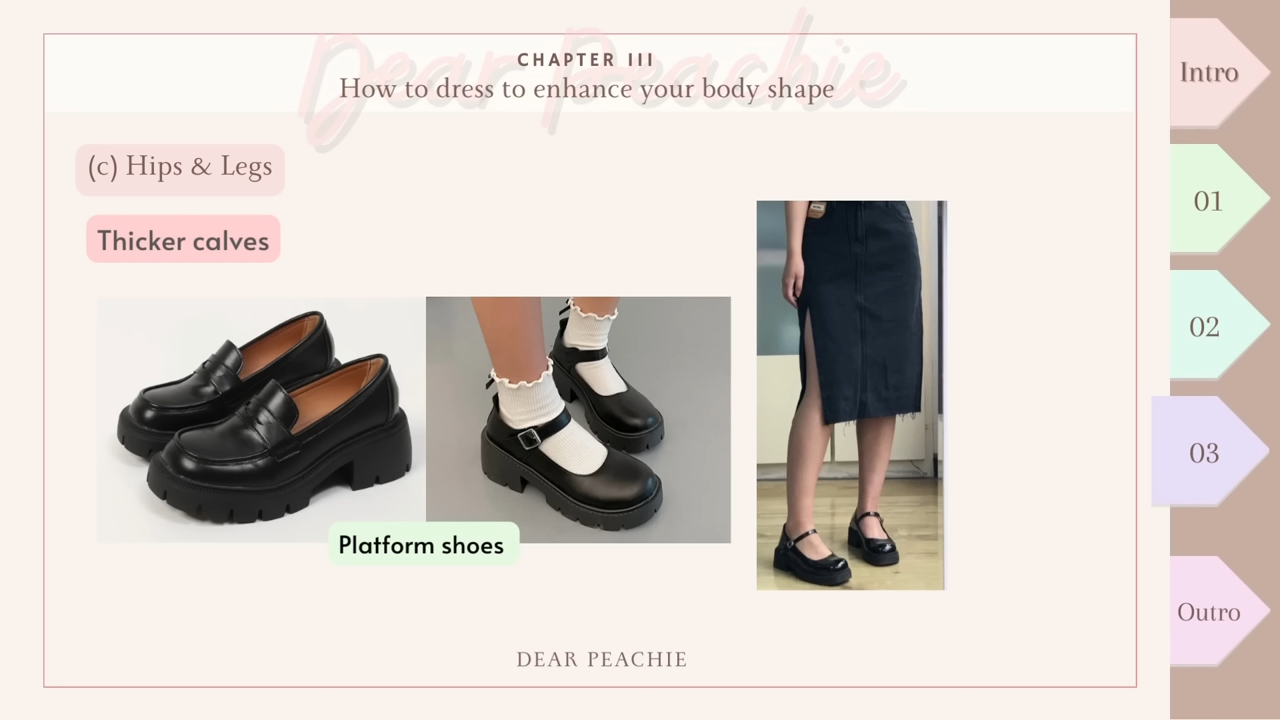 Dear Peachie
CHAPTER III
How to dress to enhance your body shape
(c) Hips & Legs
Thicker calves
Platform shoes
DEAR PEACHIE
Intro
01
02
03
Outro